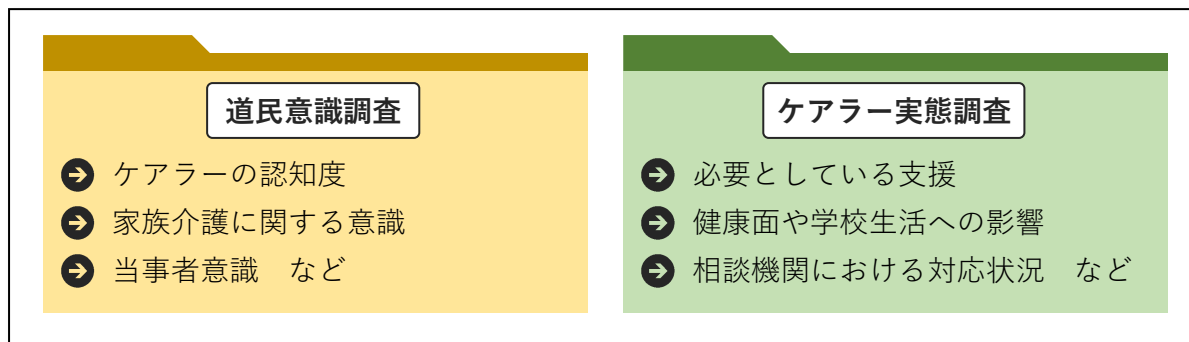 道民意識調査
ケアラーの認知度
家族介護に関する意識
当事者意識　など
ケアラー実態調査
必要としている支援
健康面や学校生活への影響
相談機関における対応状況　など